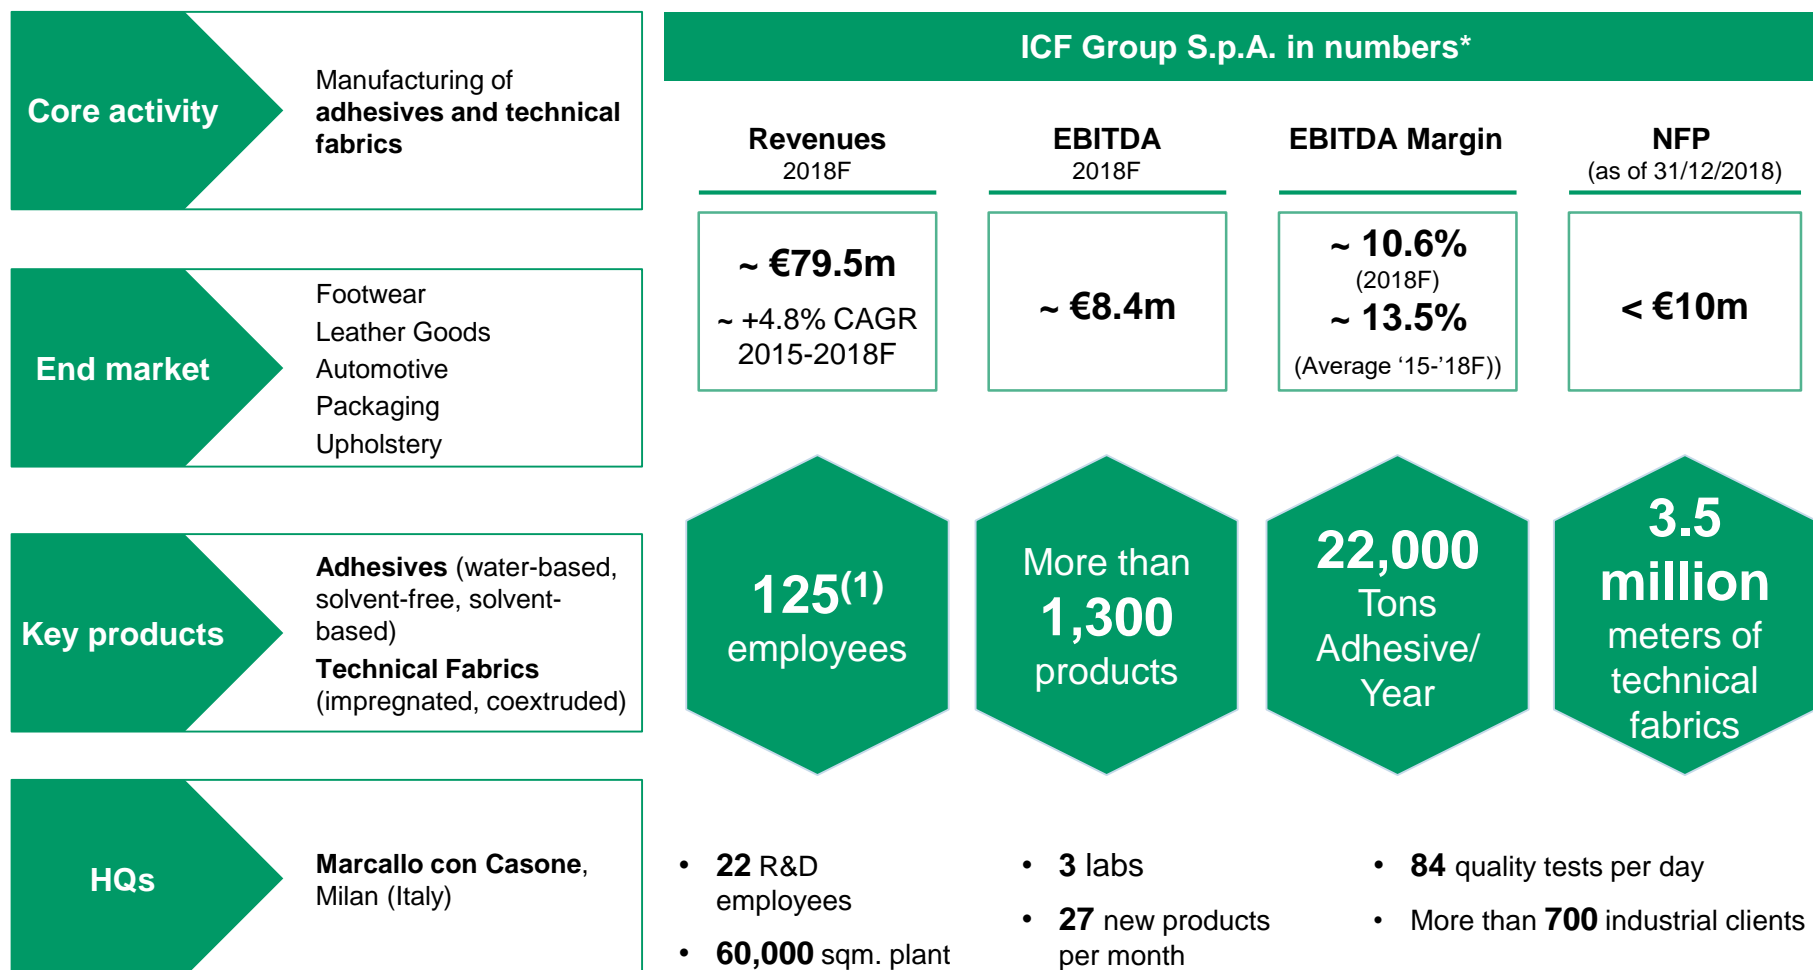 Core activity
Manufacturing of
adhesives and technical
fabrics
End market
Footwear
Leather Goods
Automotive
Packaging
Upholstery
Key products
Adhesives (water-based,
solvent-free, solvent-
based)
Technical Fabrics
(impregnated, coextruded)
HQs
Marcallo con Casone,
Milan (Italy)
ICF Group S.p.A. in numbers*
Revenues
2018F
~ €79.5m
~ +4.8% CAGR
2015-2018F
EBITDA
2018F
~ €8.4m
EBITDA Margin
~ 10.6%
(2018F)
~ 13.5%
(Average ‘15-’18F))
NFP
(as of 31/12/2018)
< €10m
125(1)
employees
More than
1,300
products
22,000
Tons
Adhesive/
Year
3.5
million
meters of
technical
fabrics
• 22 R&D
employees
• 60,000 sqm. plant
• 3 labs
• 27 new products
per month
• 84 quality tests per day
• More than 700 industrial clients